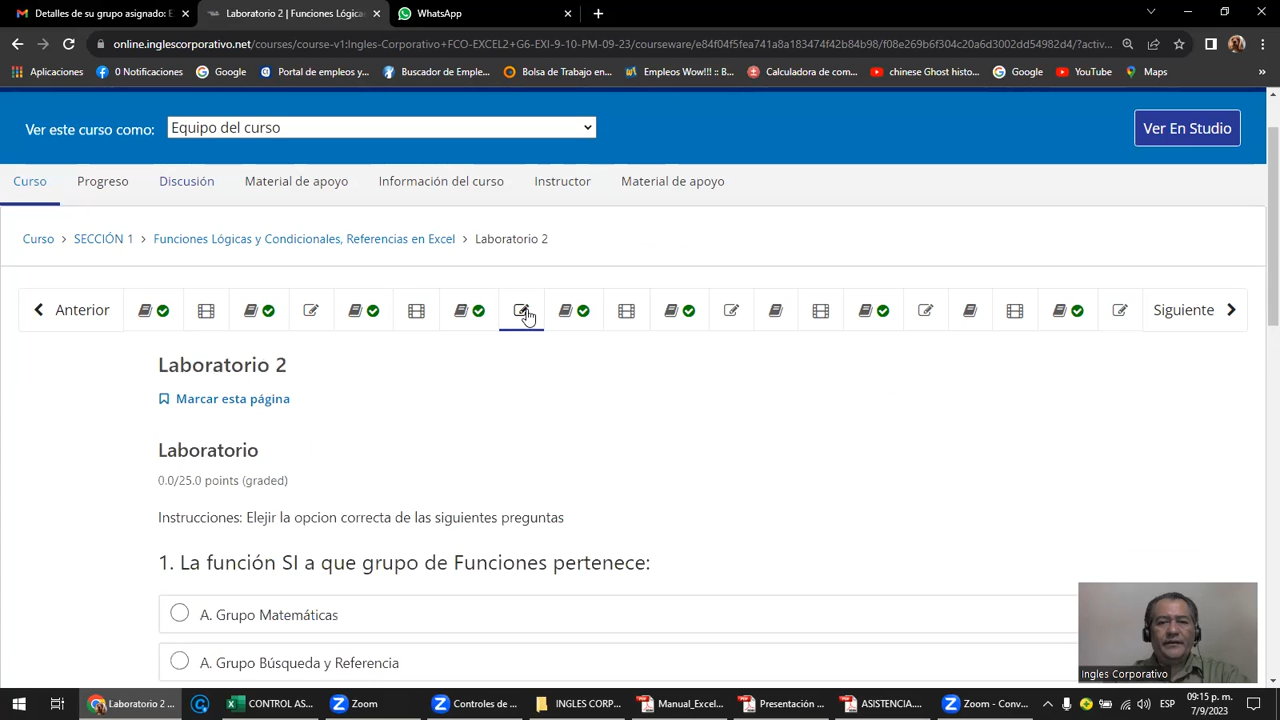 Detalles de su grupo asignado: E
Laboratorio 2 | Funciones Lógica
WhatsApp
online.inglescorporativo.net/courses/course-v1:Ingles-Corporativo+FCO-EXCEL2+G6-EXI-9-10-PM-09-23/courseware/e84f04f5fea741a8a183474f42b84b98/f08e269b6f304c20a6d3002dd54982d4/?activ...
Aplicaciones
0 Notificaciones
Google
Portal de empleos y...
Buscador de Emple...
Bolsa de Trabajo en...
Empleos Wow!!! :: B...
Calculadora de com...
chinese Ghost histo...
Google
YouTube
Maps
Ver este curso como:
Equipo del curso
Ver En Studio
Curso
Progreso
Discusión
Material de apoyo
Información del curso
Instructor
Material de apoyo
Curso > SECCIÓN 1 > Funciones Lógicas y Condicionales, Referencias en Excel > Laboratorio 2
Anterior
Siguiente
Laboratorio 2
Marcar esta página
Laboratorio
0.0/25.0 points (graded)
Instrucciones: Elejir la opcion correcta de las siguientes preguntas
1. La función SI a que grupo de Funciones pertenece:
A. Grupo Matemáticas
A. Grupo Búsqueda y Referencia
Ingles Corporativo
Laboratorio 2 ...
CONTROL AS...
Zoom
Controles de ...
INGLES CORP...
Manual_Excel...
Presentación ...
ASISTENCIA...
Zoom - Conv...
ESP
09:15 p. m.
7/9/2023